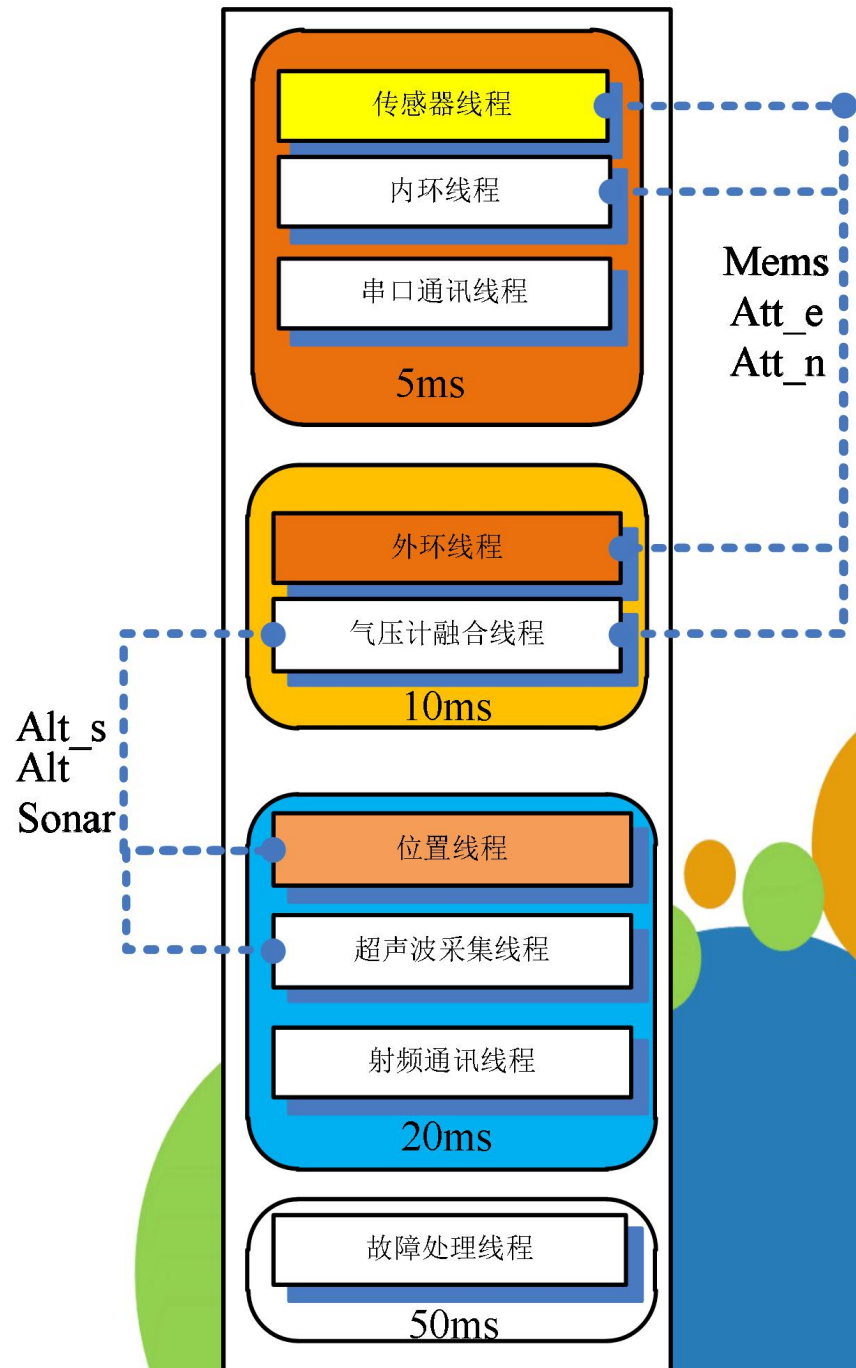 传感器线程
内环线程
串口通讯线程
5ms
Mems
Att_e
Att_n
外环线程
气压计融合线程
10ms
Alt_s
Alt
Sonar
位置线程
超声波采集线程
射频通讯线程
20ms
故障处理线程
50ms